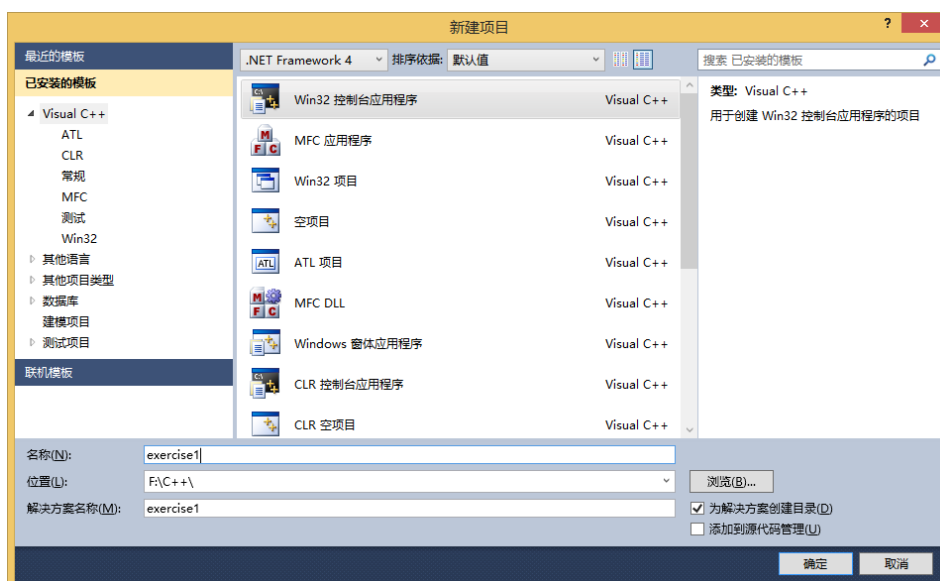 新建项目
? ×
最近的模板
.NET Framework 4 排序依据: 默认值
搜索 已安装的模板
已安装的模板
Visual C++
ATL
CLR
常规
MFC
测试
Win32
其他语言
其他项目类型
数据库
建模项目
测试项目
联机模板
Win32 控制台应用程序 Visual C++
MFC 应用程序 Visual C++
Win32 项目 Visual C++
空项目 Visual C++
ATL 项目 Visual C++
MFC DLL Visual C++
Windows 窗体应用程序 Visual C++
CLR 控制台应用程序 Visual C++
CLR 空项目 Visual C++
类型: Visual C++
用于创建 Win32 控制台应用程序的项目
名称(N): exercise1
位置(L): F:\C++\ 浏览(B)...
解决方案名称(M): exercise1
为解决方案创建目录(D)
添加到源代码管理(U)
确定 取消